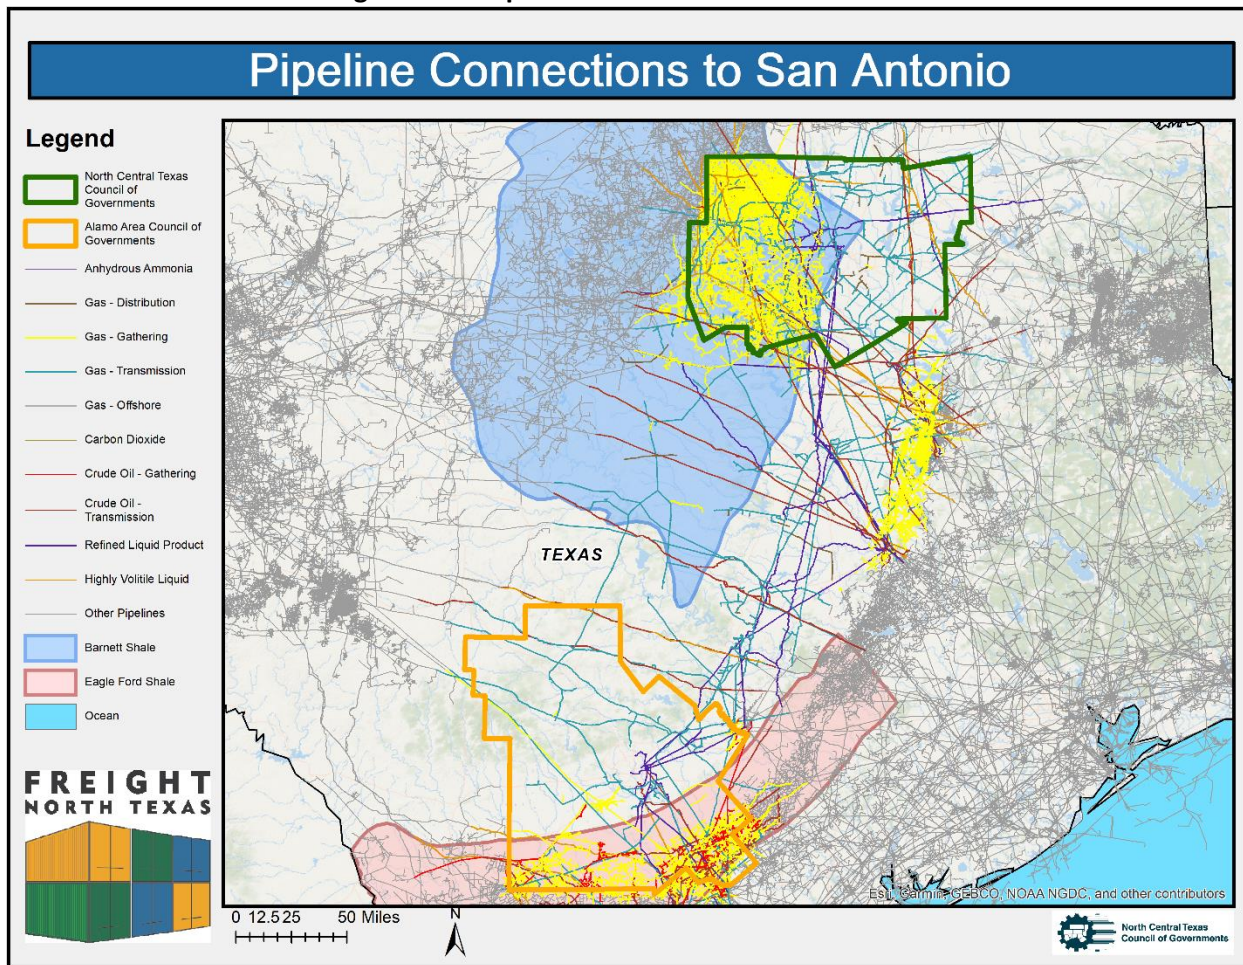 Pipeline Connections to San Antonio
Legend
North Central Texas
Council of
Governments
Alamo Area Council of
Governments
Anhydrous Ammonia
Gas - Distribution
Gas - Gathering
Gas - Transmission
Gas - Offshore
Carbon Dioxide
Crude Oil - Gathering
Crude Oil -
Transmission
Refined Liquid Product
Highly Volitile Liquid
Other Pipelines
Barnett Shale
Eagle Ford Shale
Ocean
TEXAS
Esri, Garmin, GEBCO, NOAA NGDC, and other contributors
FREIGHT
NORTH TEXAS
0 12.5 25 50 Miles
N
North Central Texas
Council of Governments